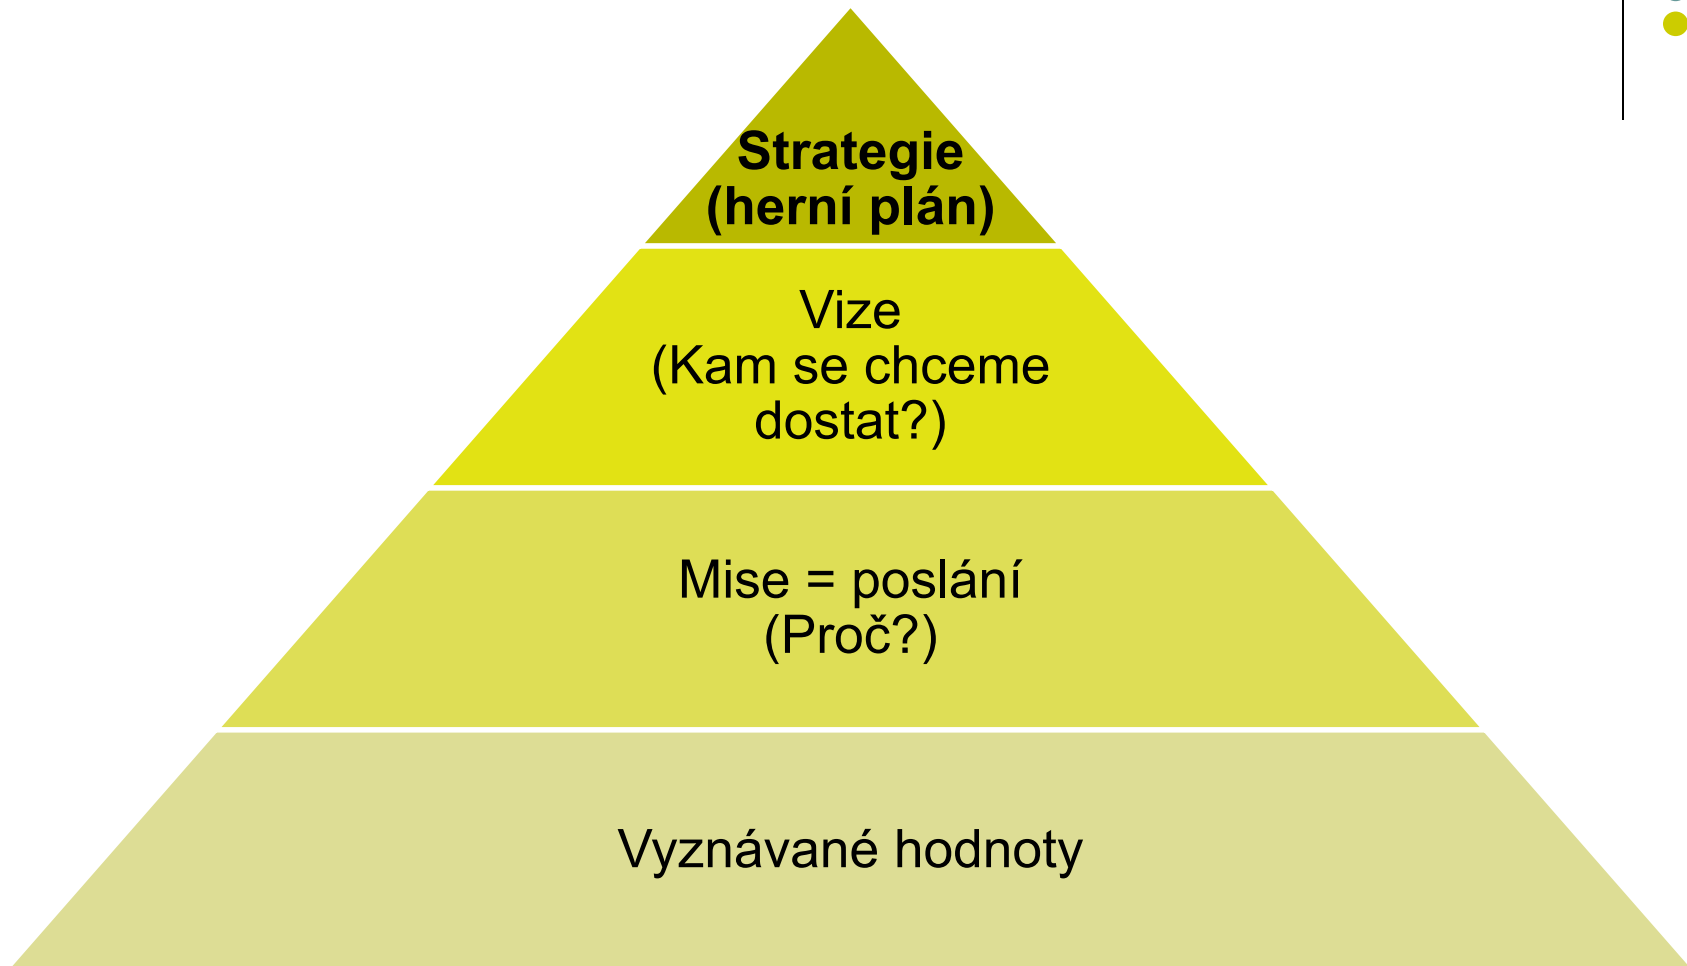 Strategie
(herní plán)
Vize
(Kam se chceme
dostat?)
Mise = poslání
(Proč?)
Vyznávané hodnoty